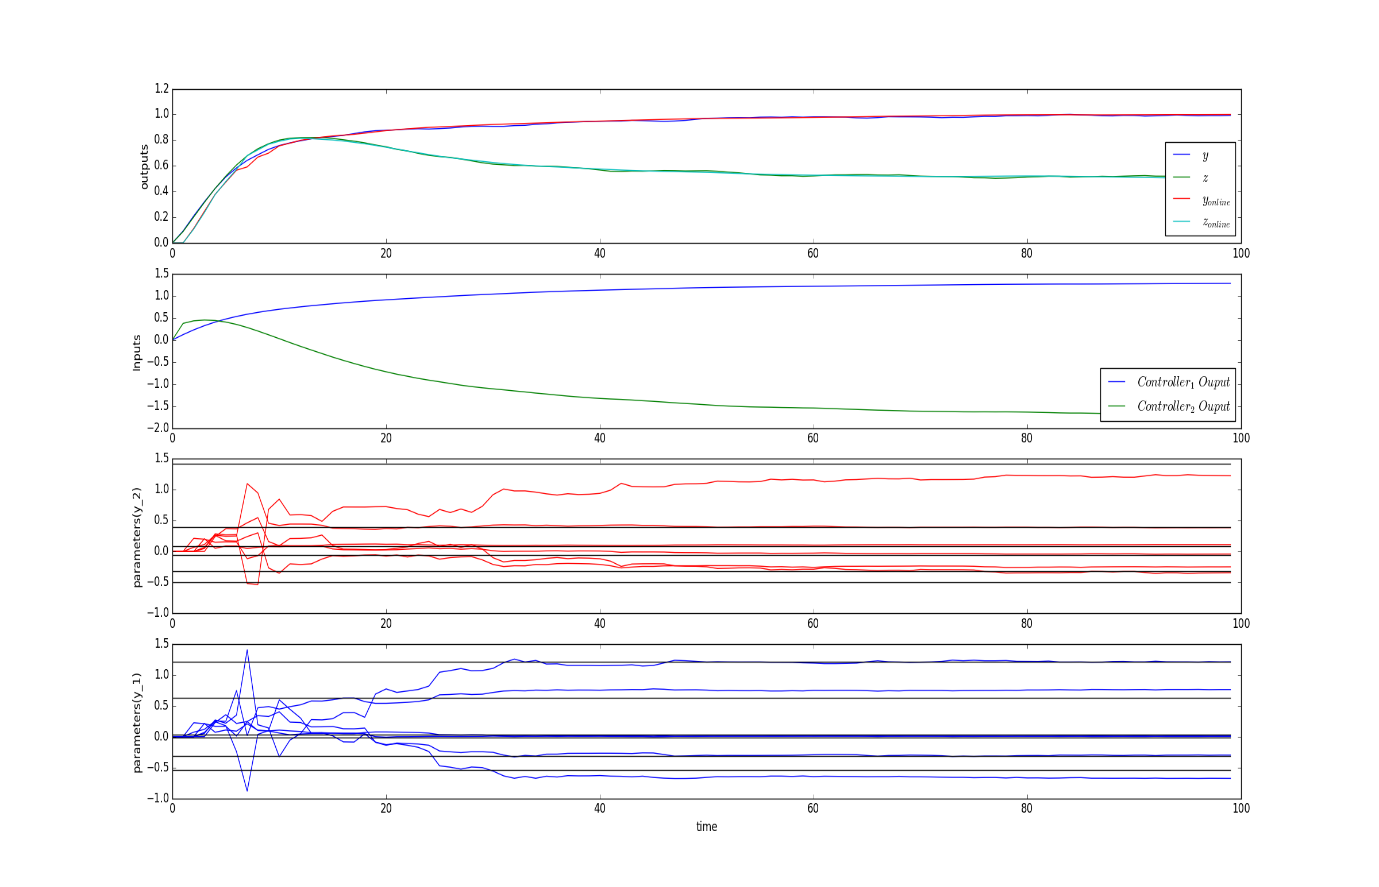 1.2
1.0
0.8
0.6
0.4
0.2
0.0
outputs
y
z
y_online
z_online
0 20 40 60 80 100
1.5
1.0
0.5
0.0
−0.5
−1.0
−1.5
−2.0
Inputs
Controller_1 Ouput
Controller_2 Ouput
0 20 40 60 80 100
1.5
1.0
0.5
0.0
−0.5
−1.0
parameters(y_2)
0 20 40 60 80 100
1.5
1.0
0.5
0.0
−0.5
−1.0
parameters(y_1)
0 20 40 60 80 100
time